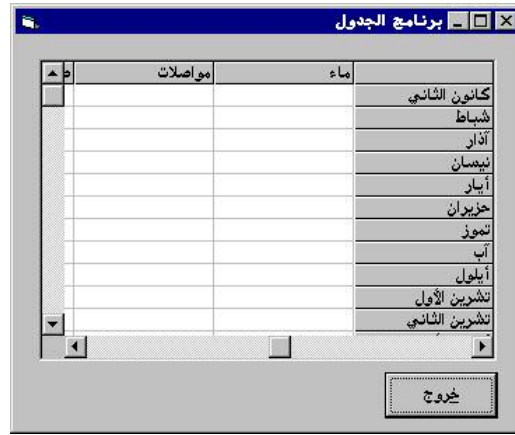 برنامج الجدول
ماء مواصلات
كانون الثاني
شباط
آذار
نيسان
أيار
حزيران
تموز
آب
أيلول
تشرين الأول
تشرين الثاني
خروج